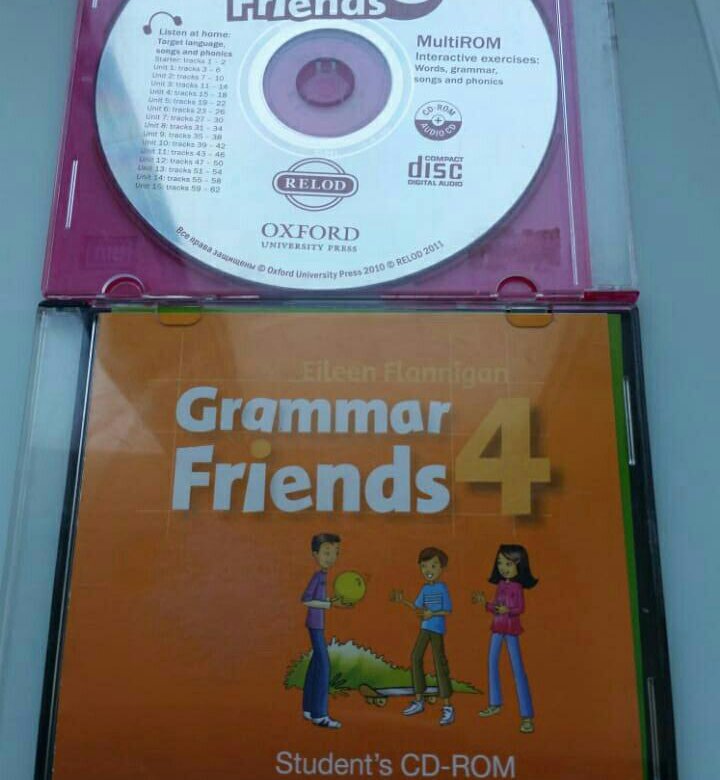 Friends
Listen at home:
Target language,
songs and phonics
Starter: tracks 1 - 2
Unit 1: tracks 3 - 6
Unit 2: tracks 7 - 10
Unit 3: tracks 11 - 14
Unit 4: tracks 15 - 18
Unit 5: tracks 19 - 22
Unit 6: tracks 23 - 26
Unit 7: tracks 27 - 30
Unit 8: tracks 31 - 34
Unit 9: tracks 35 - 38
Unit 10: tracks 39 - 42
Unit 11: tracks 43 - 46
Unit 12: tracks 47 - 50
Unit 13: tracks 51 - 54
Unit 14: tracks 55 - 58
Unit 15: tracks 59 - 62
MultiROM
Interactive exercises:
Words, grammar,
songs and phonics
CD-ROM
+
AUDIO CD
COMPACT
disc
DIGITAL AUDIO
RELOD
OXFORD
UNIVERSITY PRESS
Все права защищены © Oxford University Press 2010 © RELOD 2011
Eileen Flannigan
Grammar
Friends 4
Student's CD-ROM